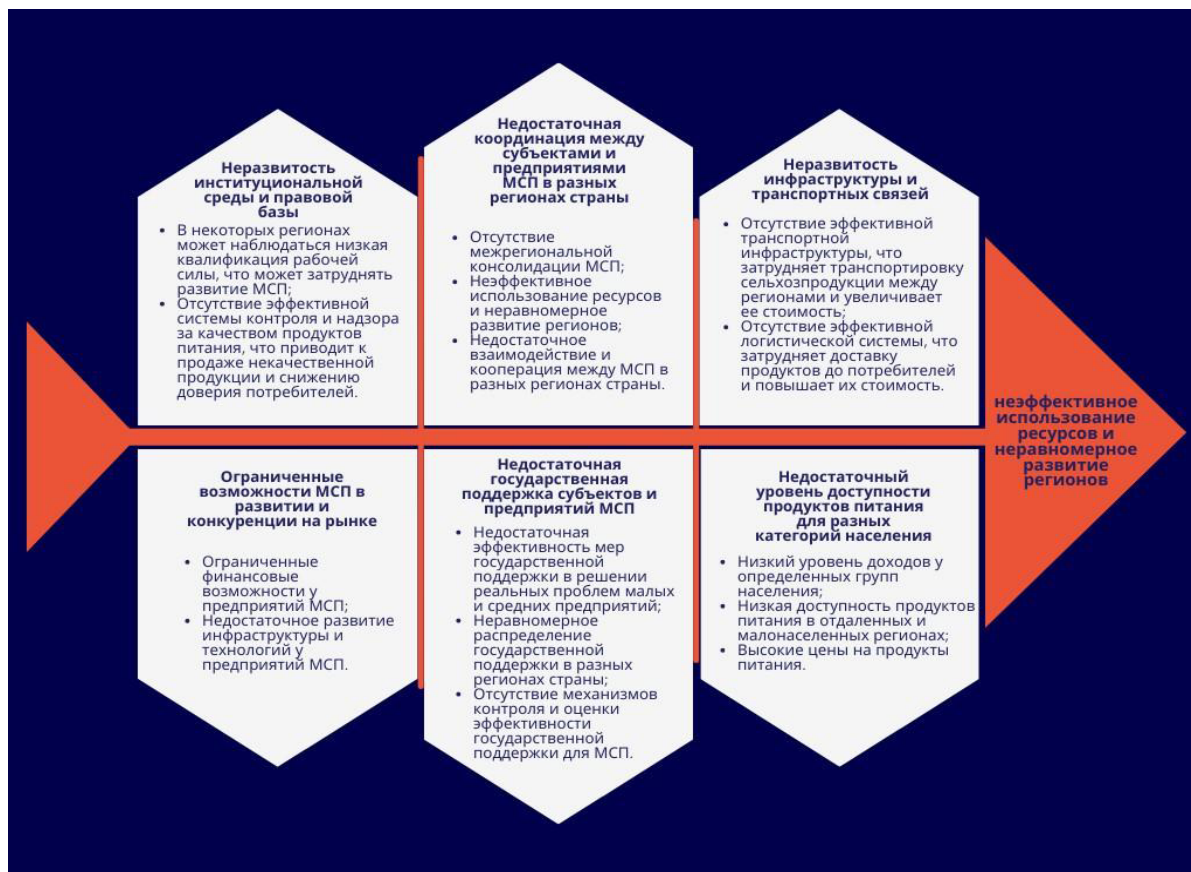 Неразвитость
институциональной
среды и правовой
базы
• В некоторых регионах
может наблюдаться низкая
квалификация рабочей
силы, что может затруднять
развитие МСП;
• Отсутствие эффективной
системы контроля и надзора
за качеством продуктов
питания, что приводит к
продаже некачественной
продукции и снижению
доверия потребителей.
Недостаточная
координация между
субъектами и
предприятиями
МСП в разных
регионах страны
• Отсутствие
межрегиональной
консолидации МСП;
• Неэффективное
использование ресурсов
и неравномерное
развитие регионов;
• Недостаточное
взаимодействие и
кооперация между МСП в
разных регионах страны.
Неразвитость
инфраструктуры и
транспортных связей
• Отсутствие эффективной
транспортной
инфраструктуры, что
затрудняет транспортировку
сельхозпродукции между
регионами и увеличивает
ее стоимость;
• Отсутствие эффективной
логистической системы, что
затрудняет доставку
продуктов до потребителей
и повышает их стоимость.
Ограниченные
возможности МСП в
развитии и
конкуренции на рынке
• Ограниченные
финансовые
возможности у
предприятий МСП;
• Недостаточное развитие
инфраструктуры и
технологий у
предприятий МСП.
Недостаточная
государственная
поддержка субъектов и
предприятий МСП
• Недостаточная
эффективность мер
государственной
поддержки в решении
реальных проблем малых
и средних предприятий;
• Неравномерное
распределение
государственной
поддержки в разных
регионах страны;
• Отсутствие механизмов
контроля и оценки
эффективности
государственной
поддержки для МСП.
Недостаточный
уровень доступности
продуктов питания
для разных
категорий населения
• Низкий уровень доходов у
определенных групп
населения;
• Низкая доступность продуктов
питания в отдаленных и
малонаселенных регионах;
• Высокие цены на продукты
питания.
неэффективное
использование
ресурсов и
неравномерное
развитие
регионов